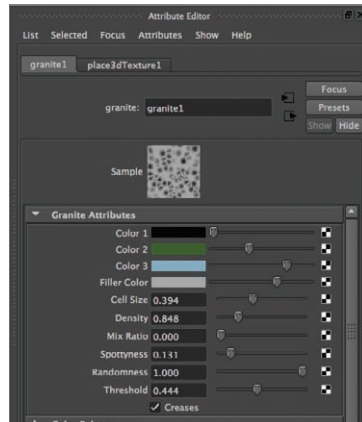 Attribute Editor
List Selected Focus Attributes Show Help
granite1 place3dTexture1
granite: granite1
Focus
Presets
Show Hide
Sample
Granite Attributes
Color 1
Color 2
Color 3
Filler Color
Cell Size 0.394
Density 0.848
Mix Ratio 0.000
Spottyness 0.131
Randomness 1.000
Threshold 0.444
Creases